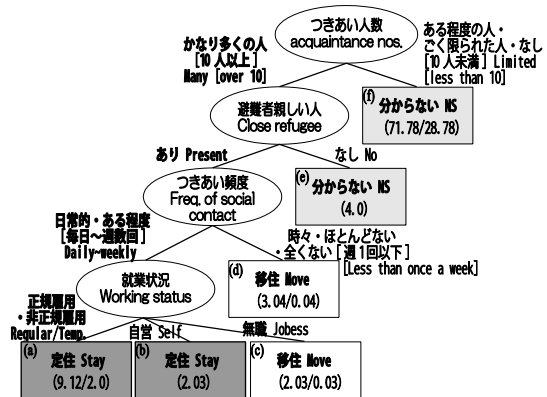 つきあい人数
acquaintance nos.
かなり多くの人
[10人以上]
Many [over 10]
ある程度の人・
ごく限られた人・なし
[10人未満] Limited
[less than 10]
避難者親しい人
Close refugee
(f)
分からない NS
(71.78/28.78)
あり Present
なし No
つきあい頻度
Freq. of social
contact
(e)
分からない NS
(4.0)
日常的・ある程度
[毎日〜週数回]
Daily~weekly
時々・ほとんどない
・全くない [週1回以下]
[Less than once a week]
就業状況
Working status
(d)
移住 Move
(3.04/0.04)
正規雇用
・非正規雇用
Regular/Temp.
自営 Self
無職 Jobess
(a)
定住 Stay
(9.12/2.0)
(b)
定住 Stay
(2.03)
(c)
移住 Move
(2.03/0.03)